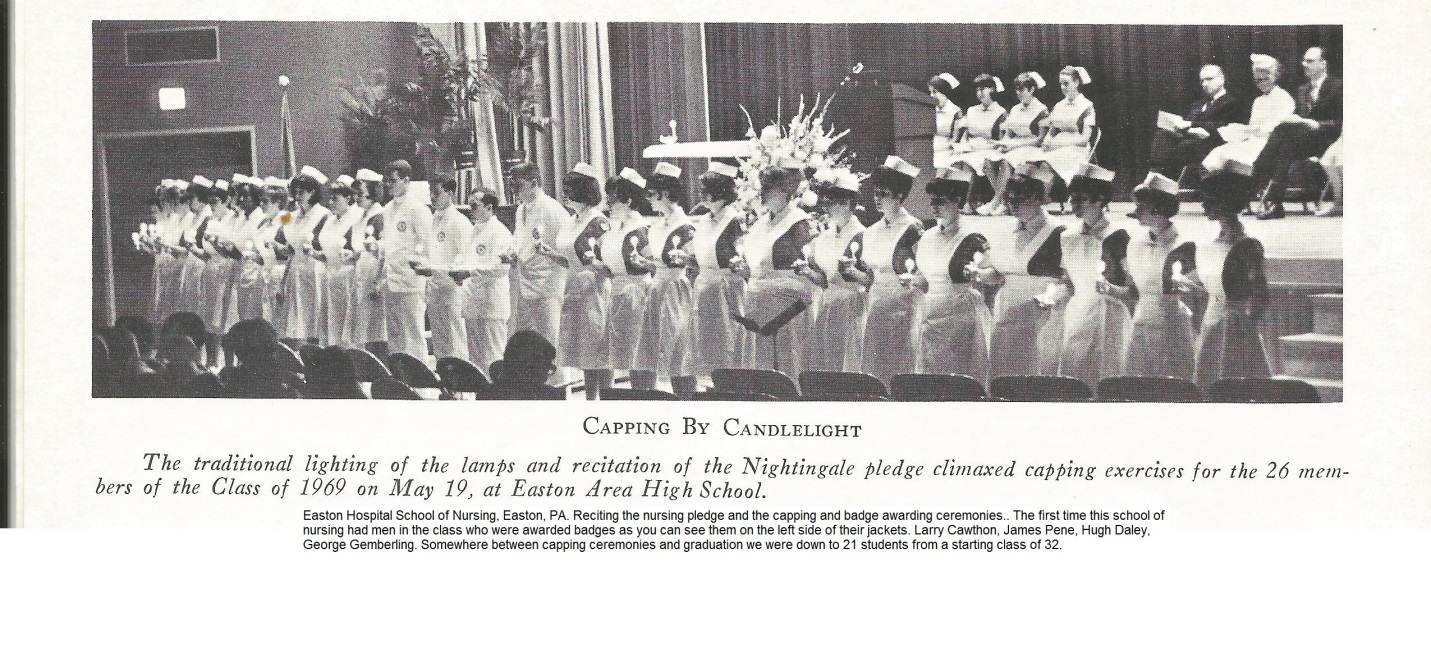 Capping By Candlelight
The traditional lighting of the lamps and recitation of the Nightingale pledge climaxed capping exercises for the 26 mem-
bers of the Class of 1969 on May 19, at Easton Area High School.
Easton Hospital School of Nursing, Easton, PA. Reciting the nursing pledge and the capping and badge awarding ceremonies.. The first time this school of
nursing had men in the class who were awarded badges as you can see them on the left side of their jackets. Larry Cawthon, James Pene, Hugh Daley,
George Gemberling. Somewhere between capping ceremonies and graduation we were down to 21 students from a starting class of 32.